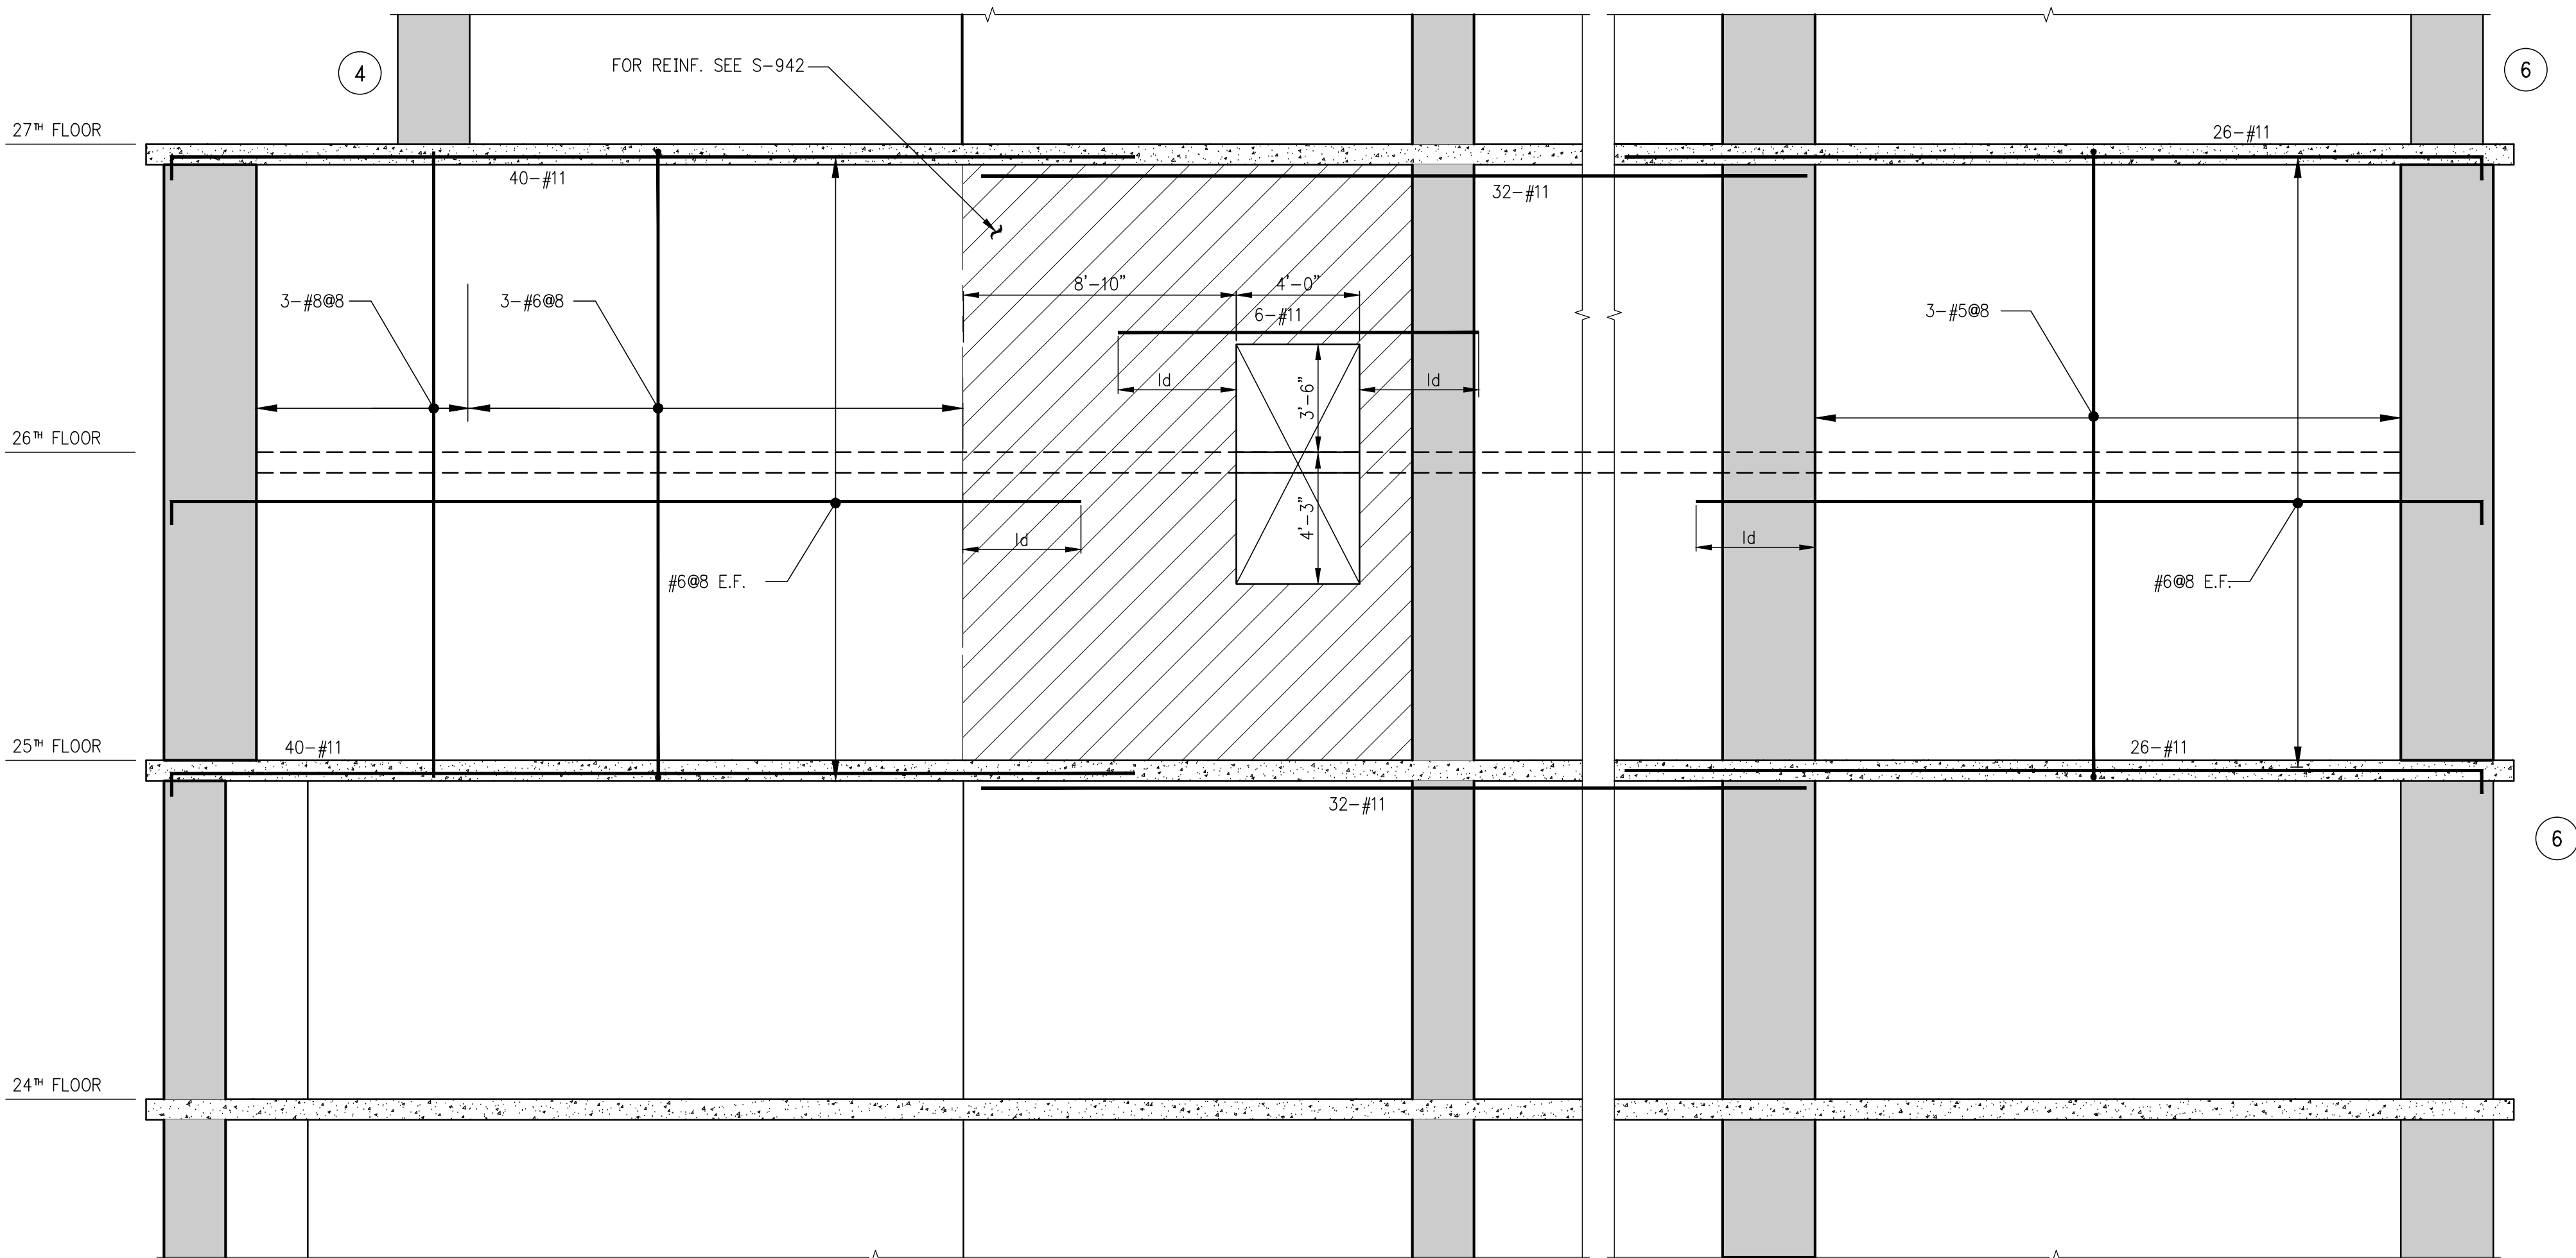 FOR REINF. SEE S-942
4
6
27TH FLOOR
26-#11
40-#11
32-#11
8'-10"
4'-0"
3-#8@8
3-#6@8
6-#11
3-#5@8
ld
ld
3'-6"
26TH FLOOR
4'-3"
ld
ld
#6@8 E.F.
#6@8 E.F.
25TH FLOOR
40-#11
26-#11
32-#11
6
24TH FLOOR